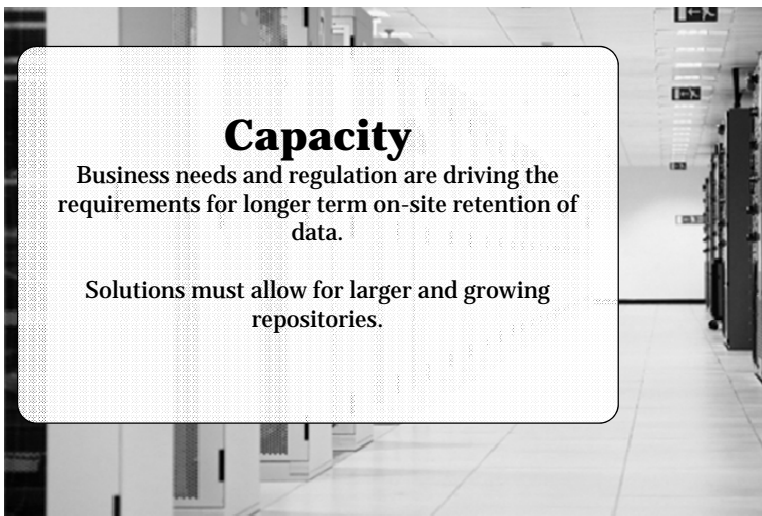 Capacity
Business needs and regulation are driving the
requirements for longer term on-site retention of
data.
Solutions must allow for larger and growing
repositories.